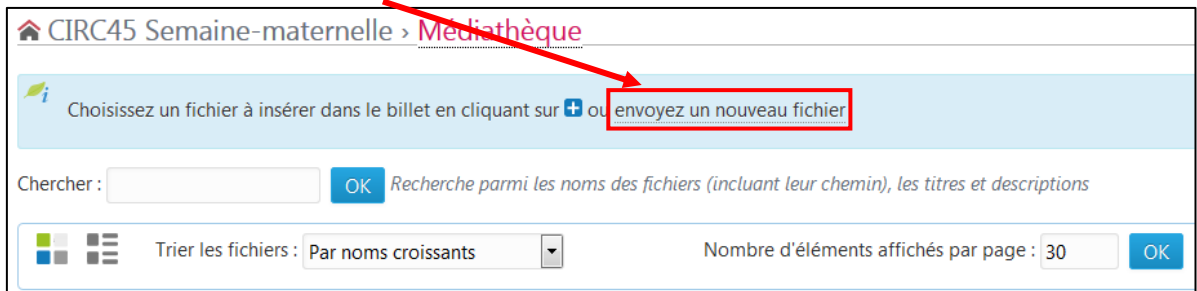 CIRC45 Semaine-maternelle › Médiathèque
Choisissez un fichier à insérer dans le billet en cliquant sur + ou envoyez un nouveau fichier
Chercher : OK Recherche parmi les noms des fichiers (incluant leur chemin), les titres et descriptions
Trier les fichiers : Par noms croissants Nombre d'éléments affichés par page : 30 OK